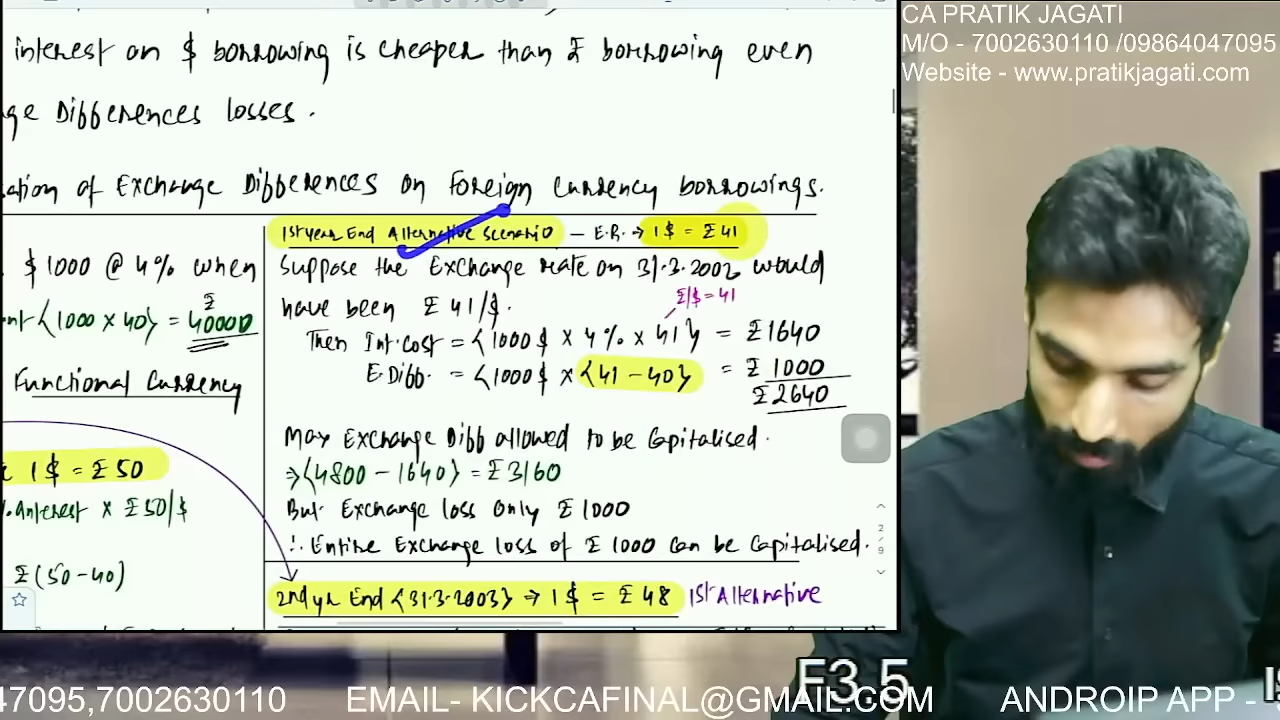 interest on $ borrowing is cheaper than ₹ borrowing even
ge Differences losses.
ation of Exchange Differences on Foreign Currency borrowings.
$1000 @ 4% when
nt <1000 x 40> = ₹ 40000
Functional Currency
1$ = ₹50
Interest x ₹50/$
₹(50-40)
1st year End Alternative Scenario – E.R. → 1$ = ₹41
Suppose the Exchange rate on 31.3.2002 would
have been ₹ 41/$.
₹/$ = 41
Then Int. Cost = {1000 $ x 4% x 41} = ₹1640
E.Diff. = {1000$ x {41-40} = ₹1000
₹2640
Max Exchange Diff allowed to be Capitalised.
⇒ {4800 – 1640} = ₹3160
But Exchange loss only ₹1000
∴ Entire Exchange loss of ₹1000 can be Capitalised.
2nd yr End {31.3.2003} ⇒ 1$ = ₹48 1st Alternative
2/9
CA PRATIK JAGATI
M/O - 7002630110 /09864047095
Website - www.pratikjagati.com
F3.5
47095,7002630110 EMAIL- KICKCAFINAL@GMAIL.COM ANDROIP APP -